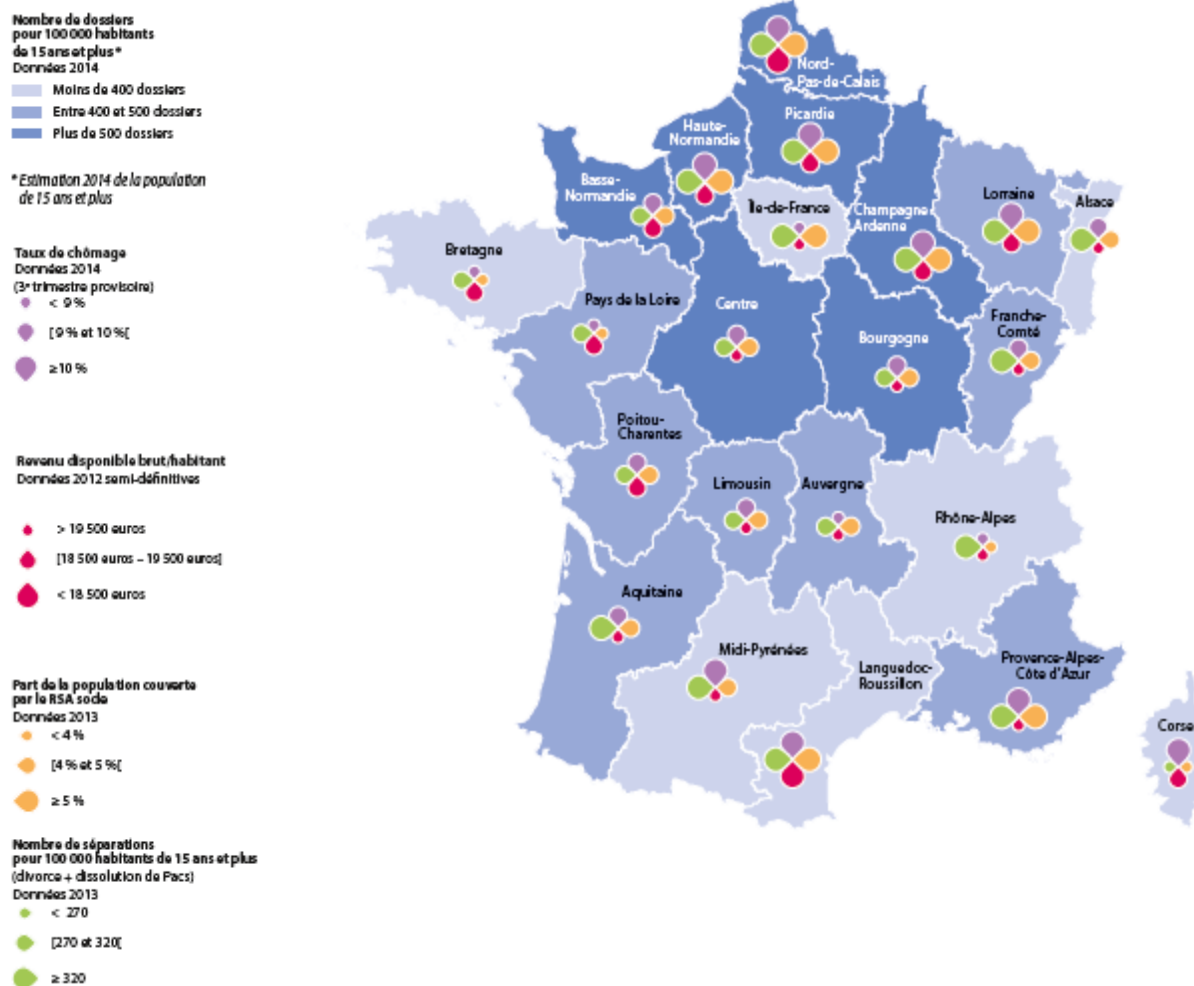 Nombre de dossiers
pour 100 000 habitants
de 15 ans et plus*
Données 2014
Moins de 400 dossiers
Entre 400 et 500 dossiers
Plus de 500 dossiers
* Estimation 2014 de la population
de 15 ans et plus
Taux de chômage
Données 2014
(3e trimestre provisoire)
< 9 %
[9 % et 10 %[
≥10 %
Revenu disponible brut/habitant
Données 2012 semi-définitives
> 19 500 euros
[18 500 euros – 19 500 euros]
< 18 500 euros
Part de la population couverte
par le RSA socle
Données 2013
< 4 %
[4 % et 5 %[
≥ 5 %
Nombre de séparations
pour 100 000 habitants de 15 ans et plus
(divorce + dissolution de Pacs)
Données 2013
< 270
[270 et 320[
≥ 320
Nord-
Pas-de-Calais
Picardie
Haute-
Normandie
Basse-
Normandie
Île-de-France
Champagne
Ardenne
Lorraine
Alsace
Bretagne
Pays de la Loire
Centre
Bourgogne
Franche-
Comté
Poitou-
Charentes
Limousin
Auvergne
Rhône-Alpes
Aquitaine
Midi-Pyrénées
Languedoc-
Roussillon
Provence-Alpes-
Côte d'Azur
Corse